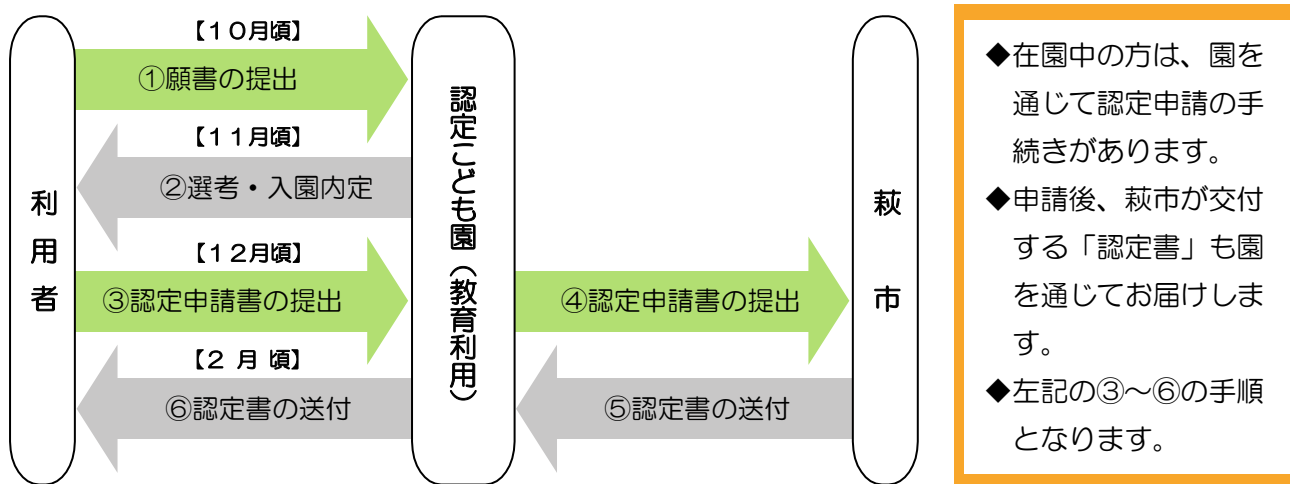 【１０月頃】
①願書の提出
【１１月頃】
②選考・入園内定
【１２月頃】
③認定申請書の提出
④認定申請書の提出
【２ 月 頃】
⑥認定書の送付
⑤認定書の送付
利用者
認定こども園（教育利用）
萩市
◆在園中の方は、園を
通じて認定申請の手
続きがあります。
◆申請後、萩市が交付
する「認定書」も園
を通じてお届けしま
す。
◆左記の③～⑥の手順
となります。